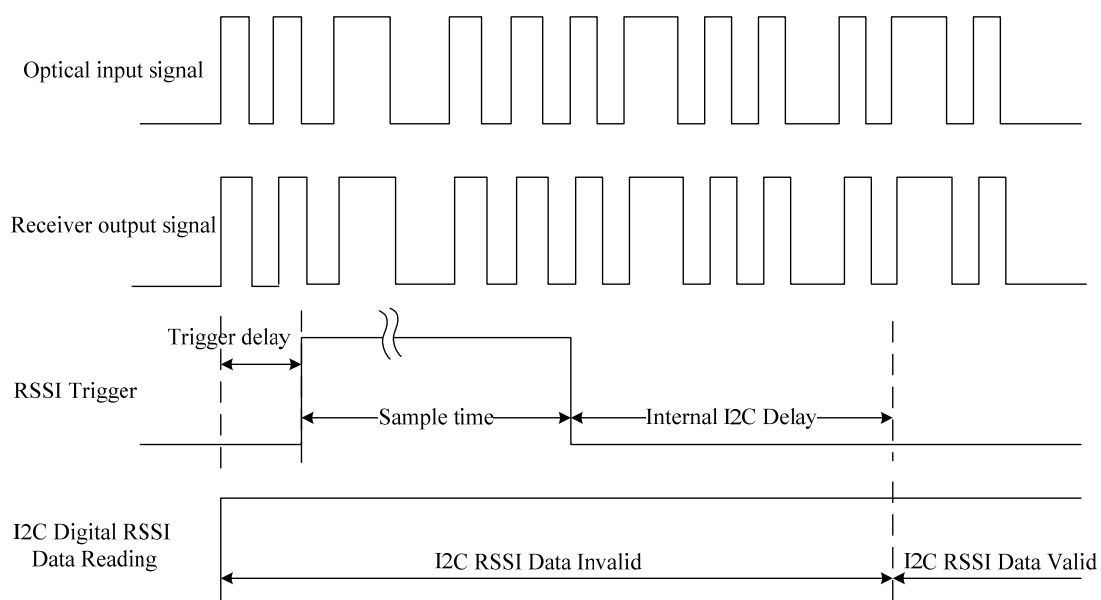 Optical input signal
Receiver output signal
Trigger delay
RSSI Trigger
Sample time
Internal I2C Delay
I2C Digital RSSI
Data Reading
I2C RSSI Data Invalid
I2C RSSI Data Valid